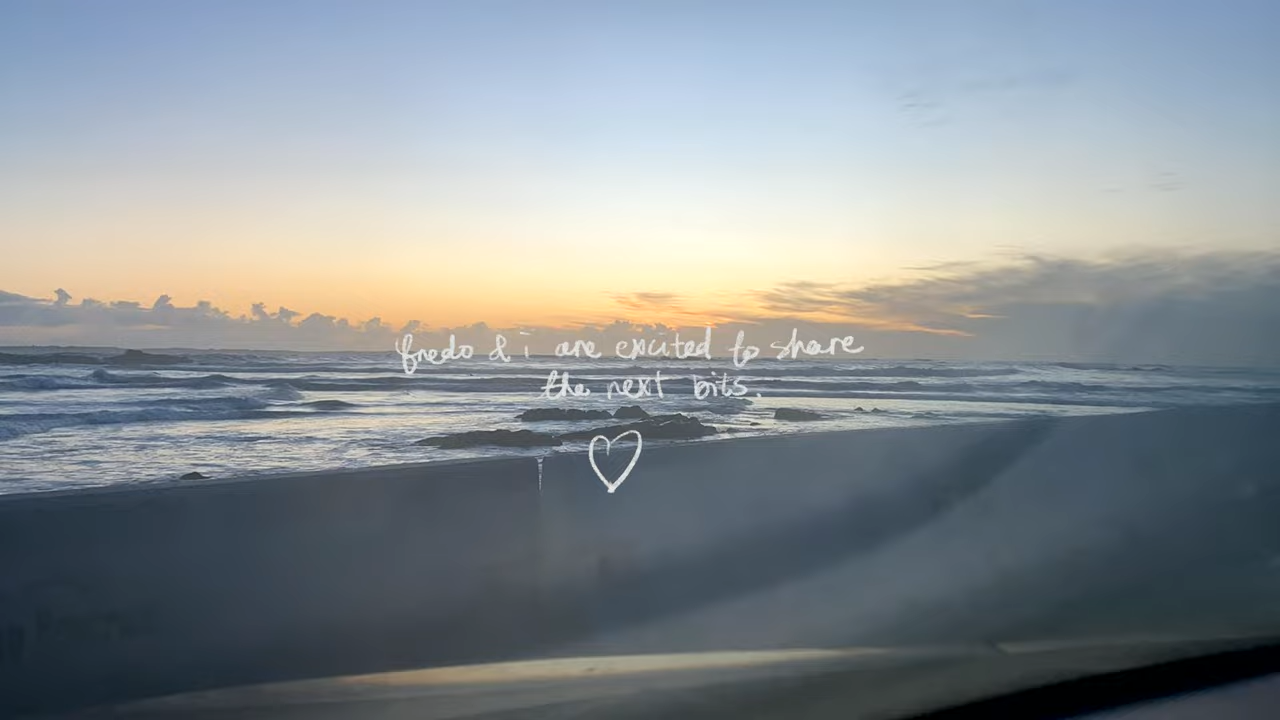 fredo & i are excited to share
the next bits.